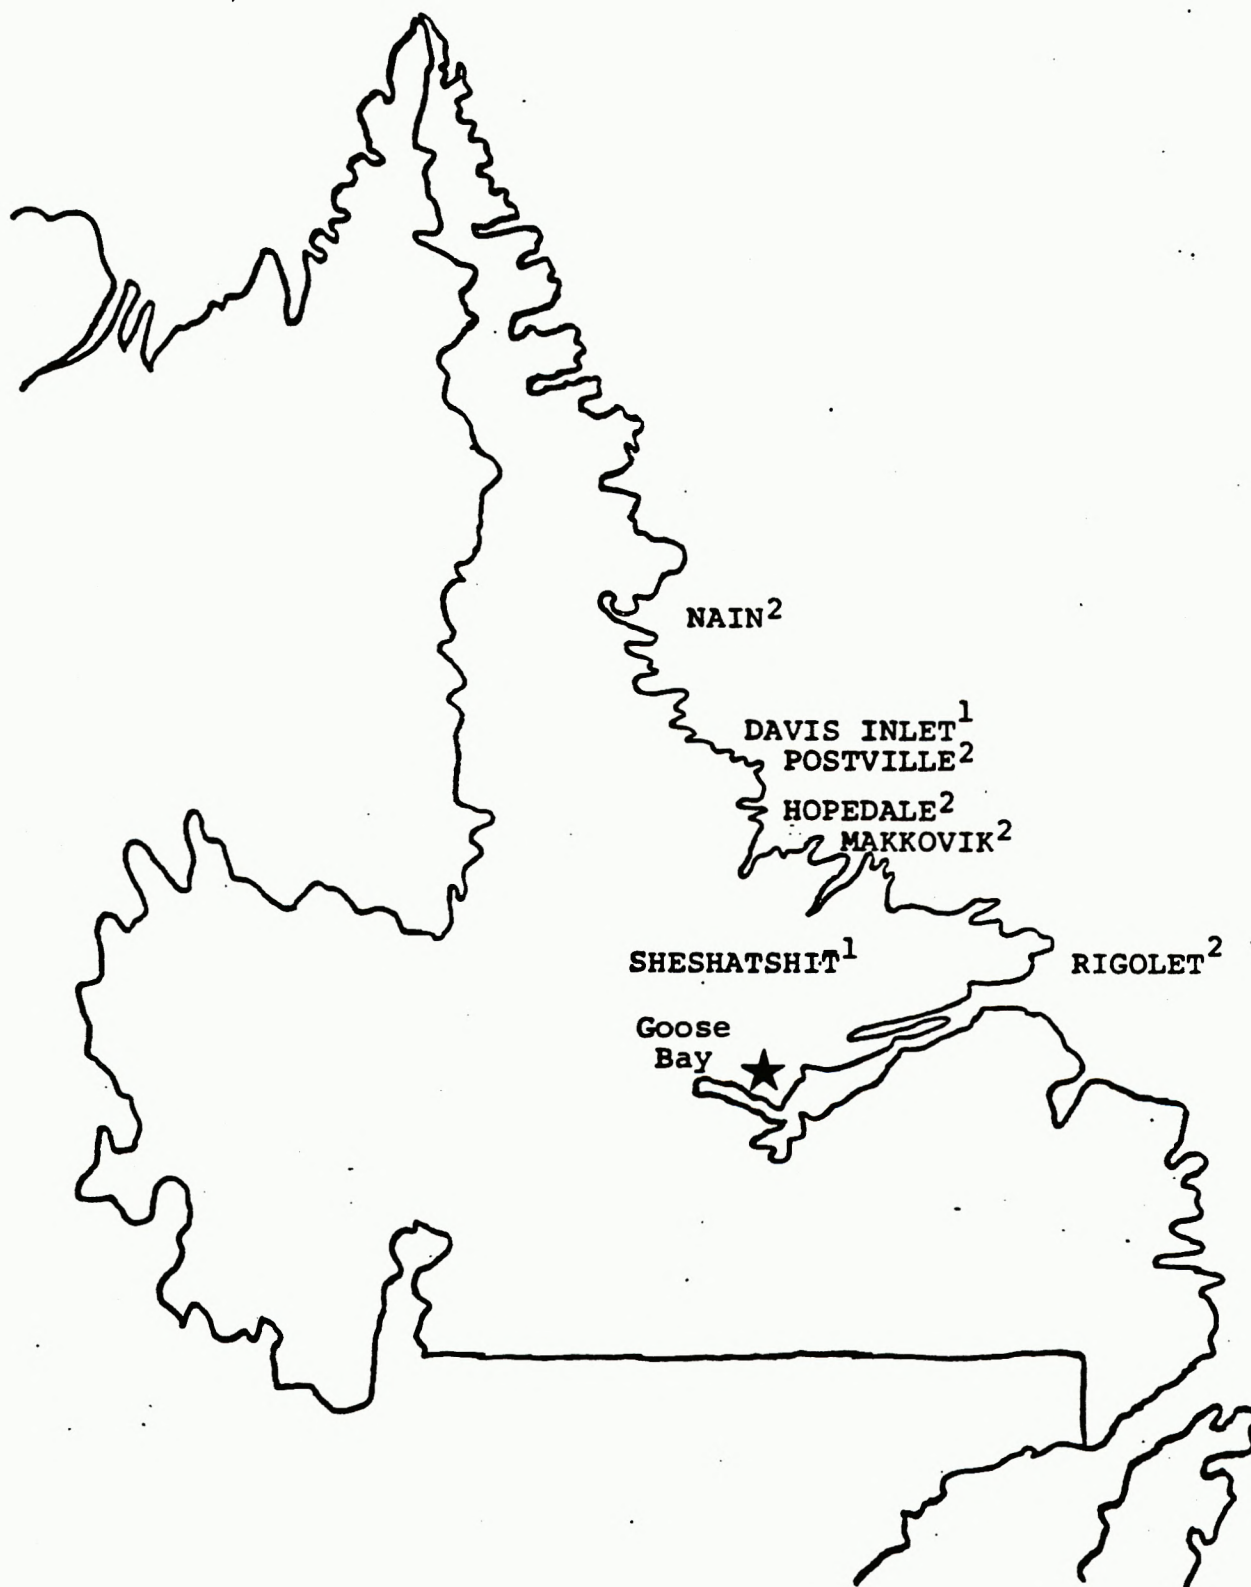 NAIN²
DAVIS INLET¹
POSTVILLE²
HOPEDALE²
MAKKOVIK²
SHESHATSHIT¹
RIGOLET²
Goose
Bay